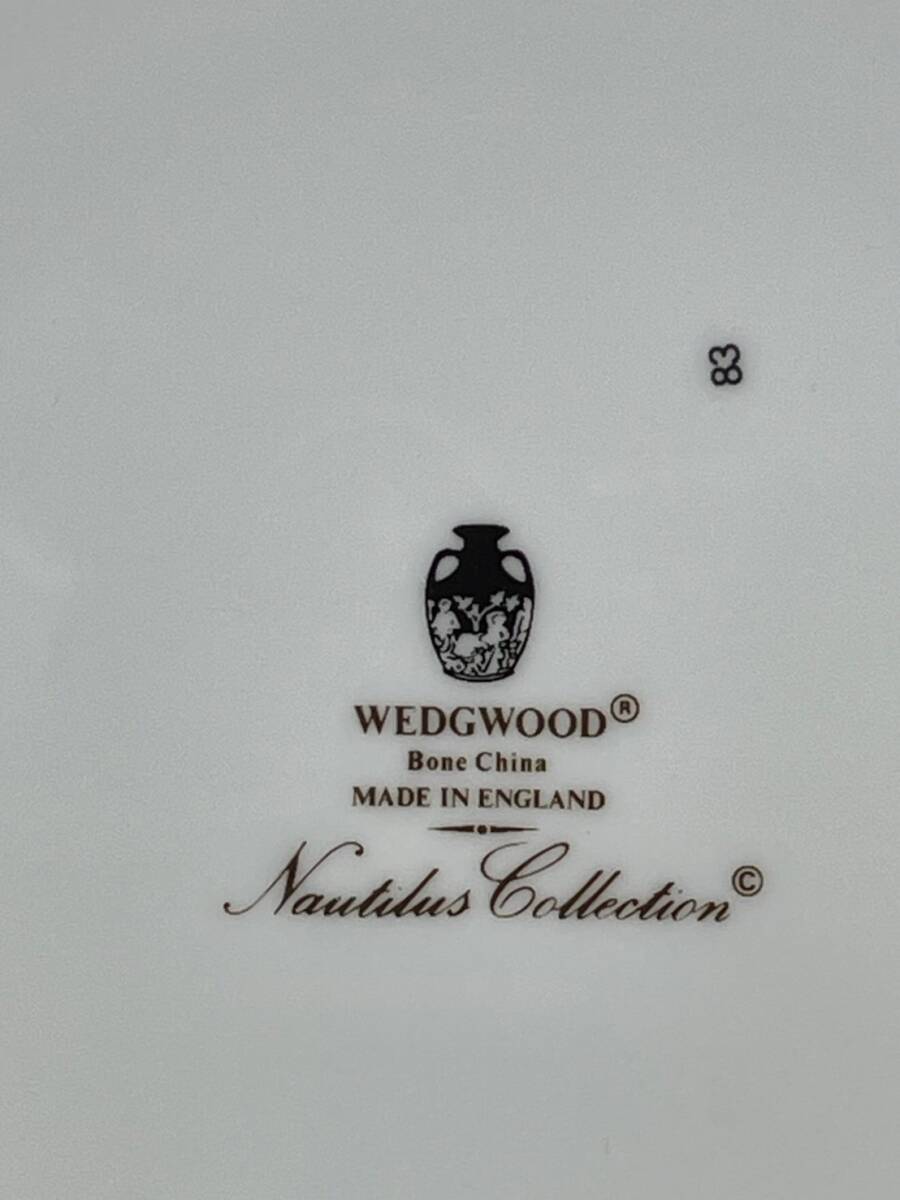 83
WEDGWOOD®
Bone China
MADE IN ENGLAND
Nautilus Collection©